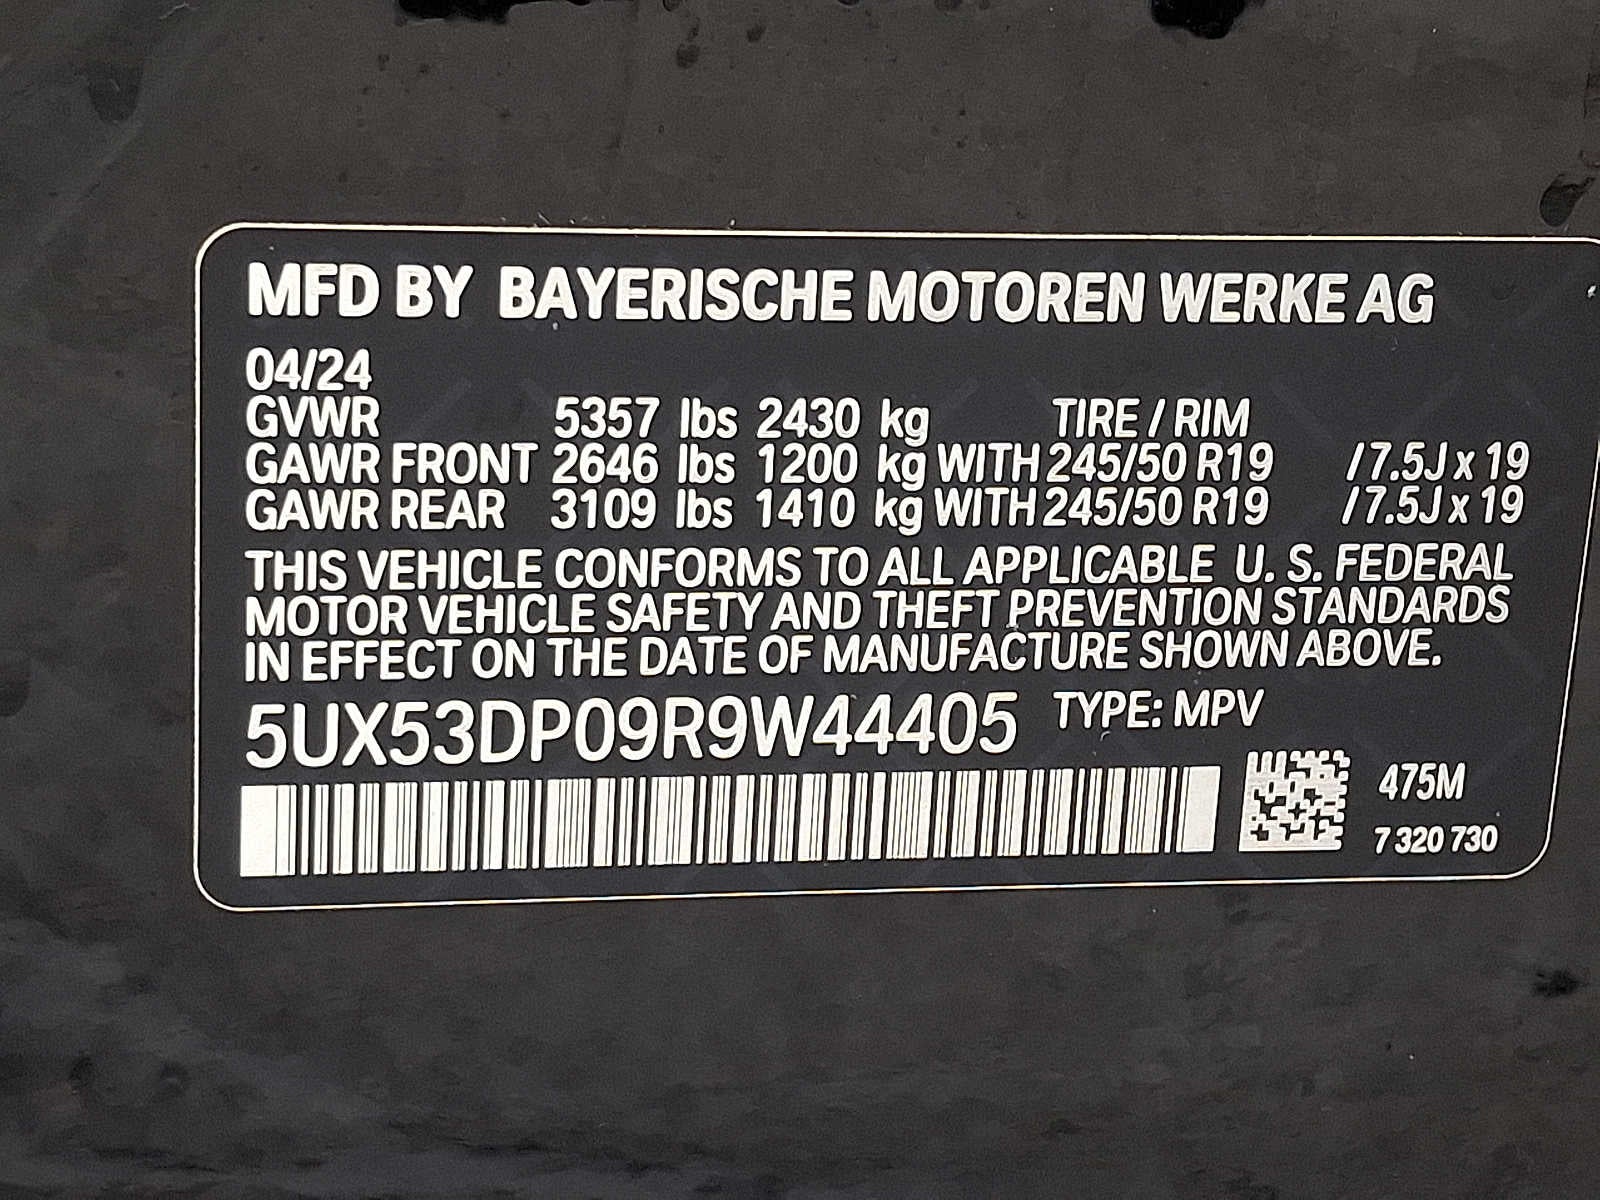 MFD BY BAYERISCHE MOTOREN WERKE AG
04/24
GVWR 5357 lbs 2430 kg TIRE / RIM
GAWR FRONT 2646 lbs 1200 kg WITH 245/50 R19 / 7.5J x 19
GAWR REAR 3109 lbs 1410 kg WITH 245/50 R19 / 7.5J x 19
THIS VEHICLE CONFORMS TO ALL APPLICABLE U. S. FEDERAL
MOTOR VEHICLE SAFETY AND THEFT PREVENTION STANDARDS
IN EFFECT ON THE DATE OF MANUFACTURE SHOWN ABOVE.
5UX53DP09R9W44405 TYPE: MPV
475M
7 320 730